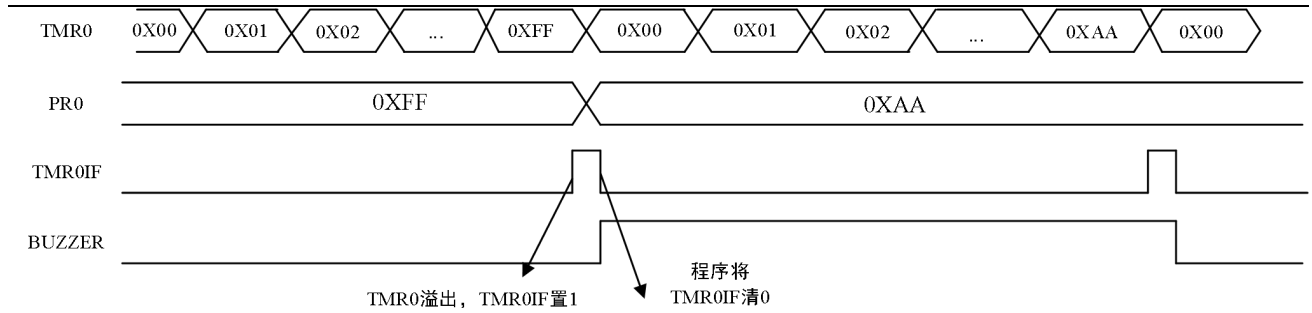 TMR0 0X00 0X01 0X02 ... 0XFF 0X00 0X01 0X02 ... 0XAA 0X00
PR0 0XFF 0XAA
TMR0IF
BUZZER
TMR0溢出，TMR0IF置1
程序将
TMR0IF清0